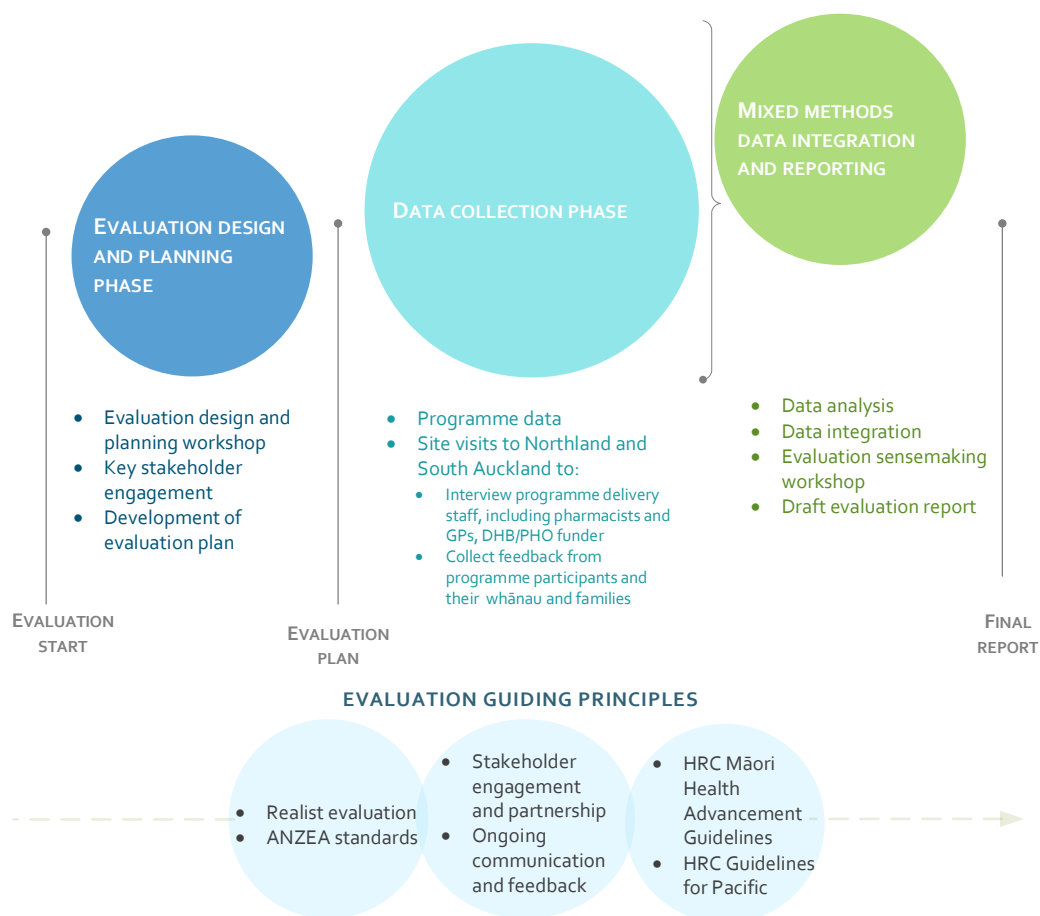 EVALUATION DESIGN
AND PLANNING
PHASE
DATA COLLECTION PHASE
MIXED METHODS
DATA INTEGRATION
AND REPORTING
• Evaluation design and
planning workshop
• Key stakeholder
engagement
• Development of
evaluation plan
• Programme data
• Site visits to Northland and
South Auckland to:
• Interview programme delivery
staff, including pharmacists and
GPs, DHB/PHO funder
• Collect feedback from
programme participants and
their whānau and families
• Data analysis
• Data integration
• Evaluation sensemaking
workshop
• Draft evaluation report
EVALUATION
START
EVALUATION
PLAN
FINAL
REPORT
EVALUATION GUIDING PRINCIPLES
• Realist evaluation
• ANZEA standards
• Stakeholder
engagement
and partnership
• Ongoing
communication
and feedback
• HRC Māori
Health
Advancement
Guidelines
• HRC Guidelines
for Pacific